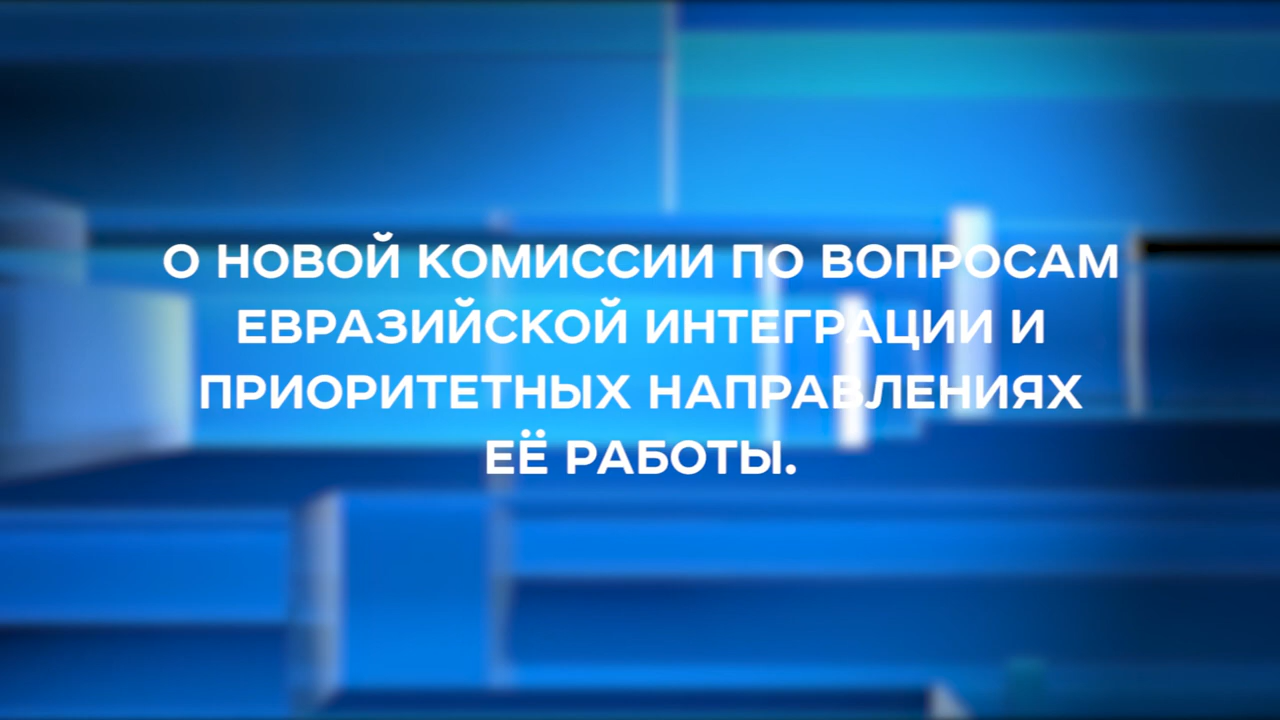 О НОВОЙ КОМИССИИ ПО ВОПРОСАМ
ЕВРАЗИЙСКОЙ ИНТЕГРАЦИИ И
ПРИОРИТЕТНЫХ НАПРАВЛЕНИЯХ
ЕЁ РАБОТЫ.